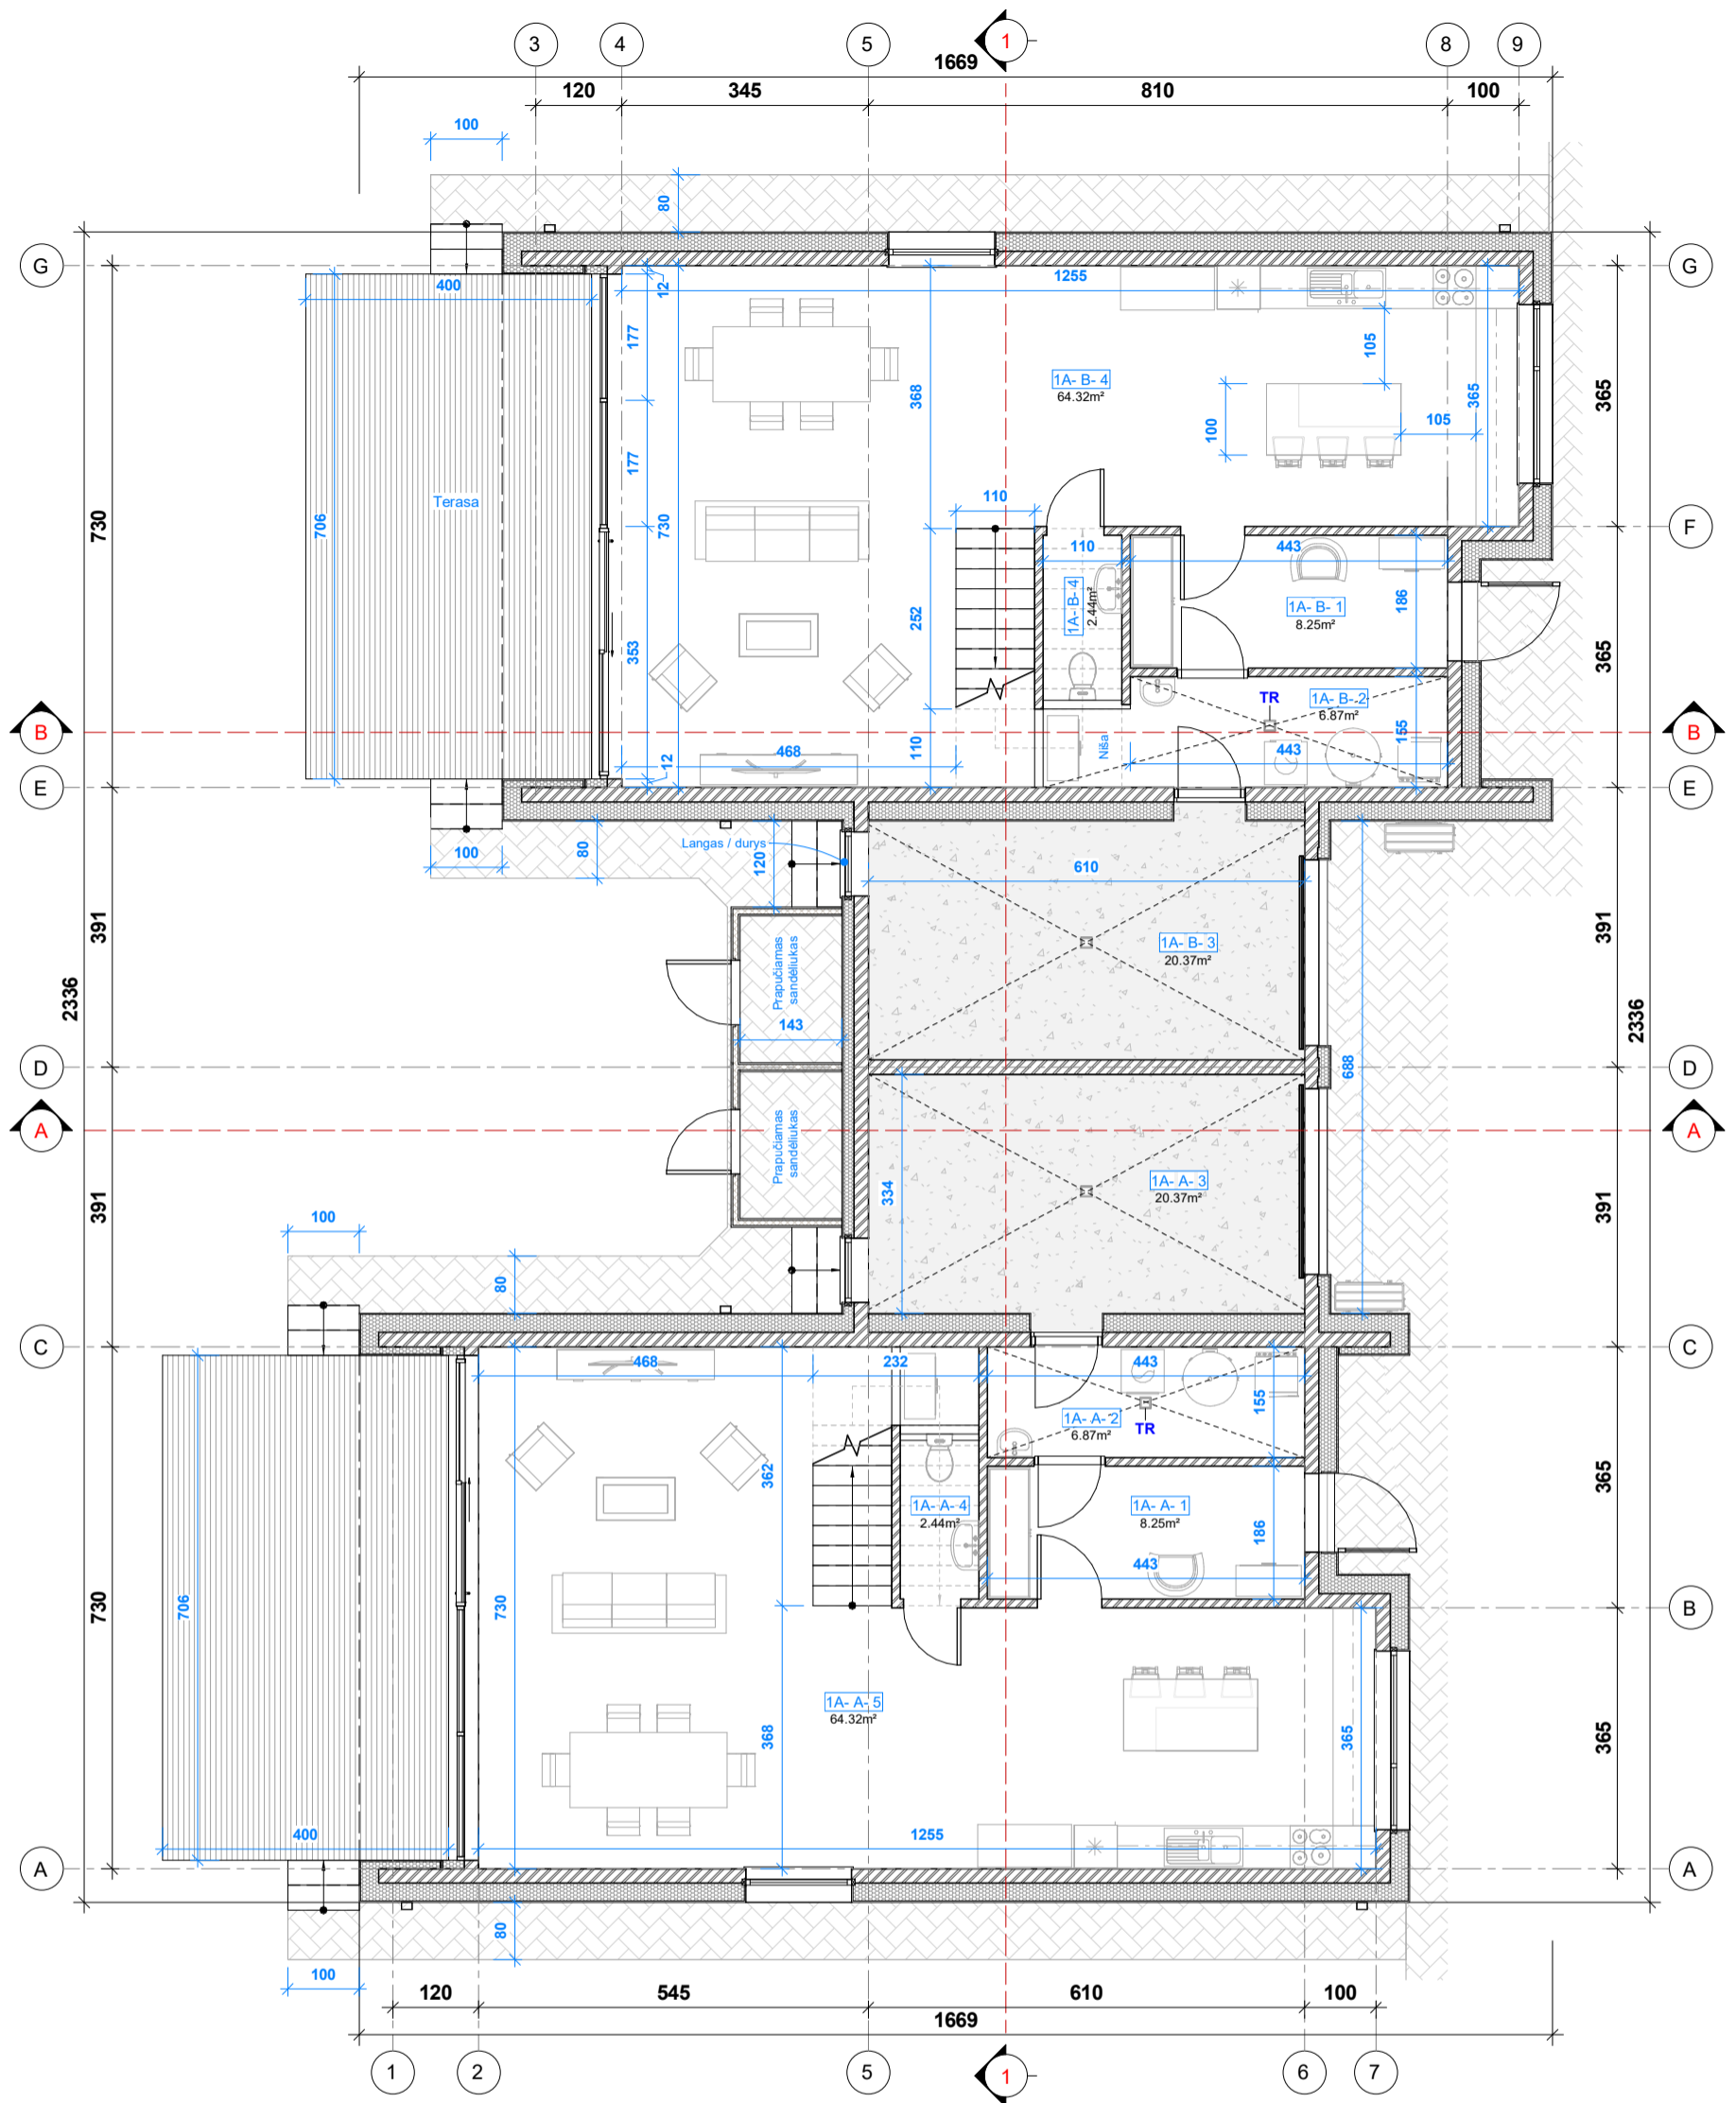 3 4 5 1 8 9
1669
120 345 810 100
100
80
G G
400 12 1255
177
105
368 365 365
1A- B- 4
64.32m²
100 105
177
730 706 Terasa 730
110
F F
110 443
1A- B- 4
2.44m²
1A- B- 1
8.25m²
186
252
353 365
TR
1A- B- 2
6.87m²
B B
468 110 Niša 443 155
12
E E
Langas / durys
100 80 120 610
391 391
1A- B- 3
20.37m²
Prapučiamas
sandėliukas
2336 2336
143
688
D D
A A
Prapučiamas
sandėliukas
334
1A- A- 3
20.37m²
391 391
100
80
C C
468 232 443
155
1A- A- 2
6.87m²
TR
362 365
1A- A- 4
2.44m²
1A- A- 1
8.25m²
186
443
730 706 730
B B
1A- A- 5
64.32m²
368 365 365
400 1255
A A
80
100
120 545 610 100
1669
1 2 5 1 6 7